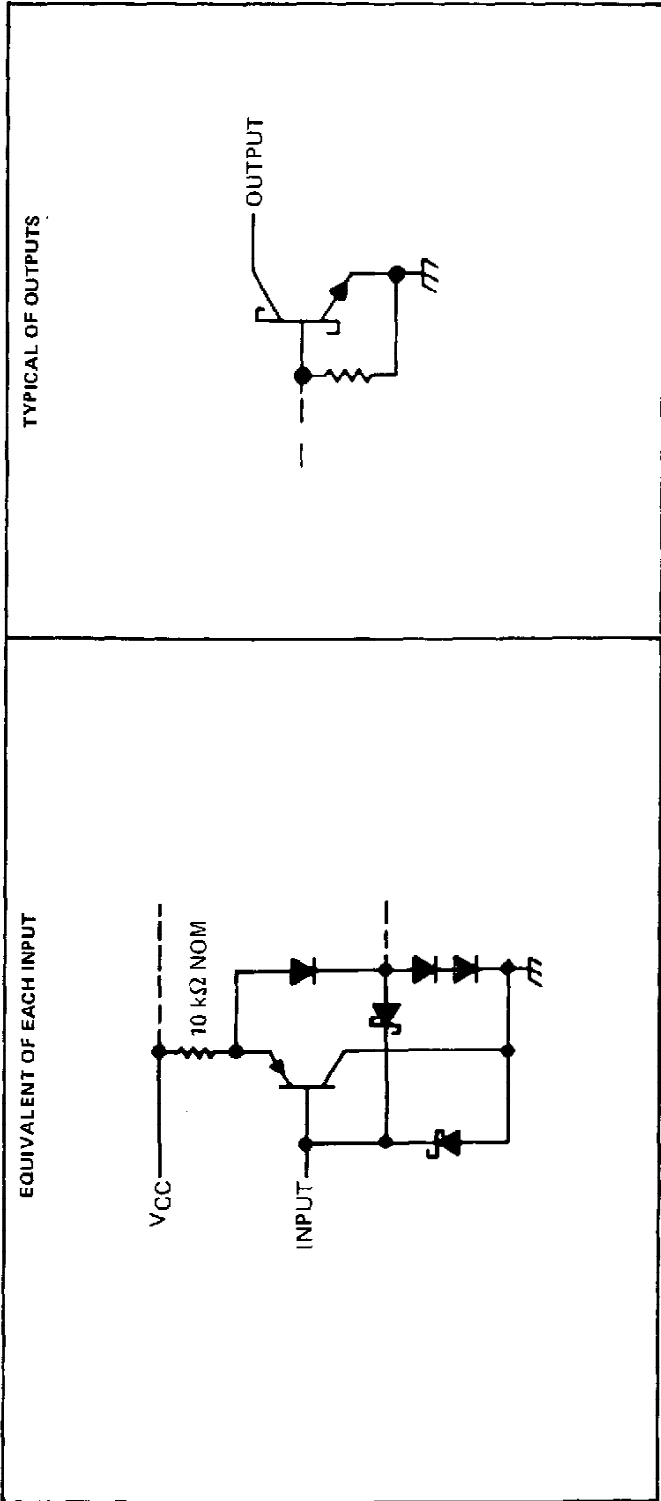 EQUIVALENT OF EACH INPUT
VCC
10 kΩ NOM
INPUT
TYPICAL OF OUTPUTS
OUTPUT